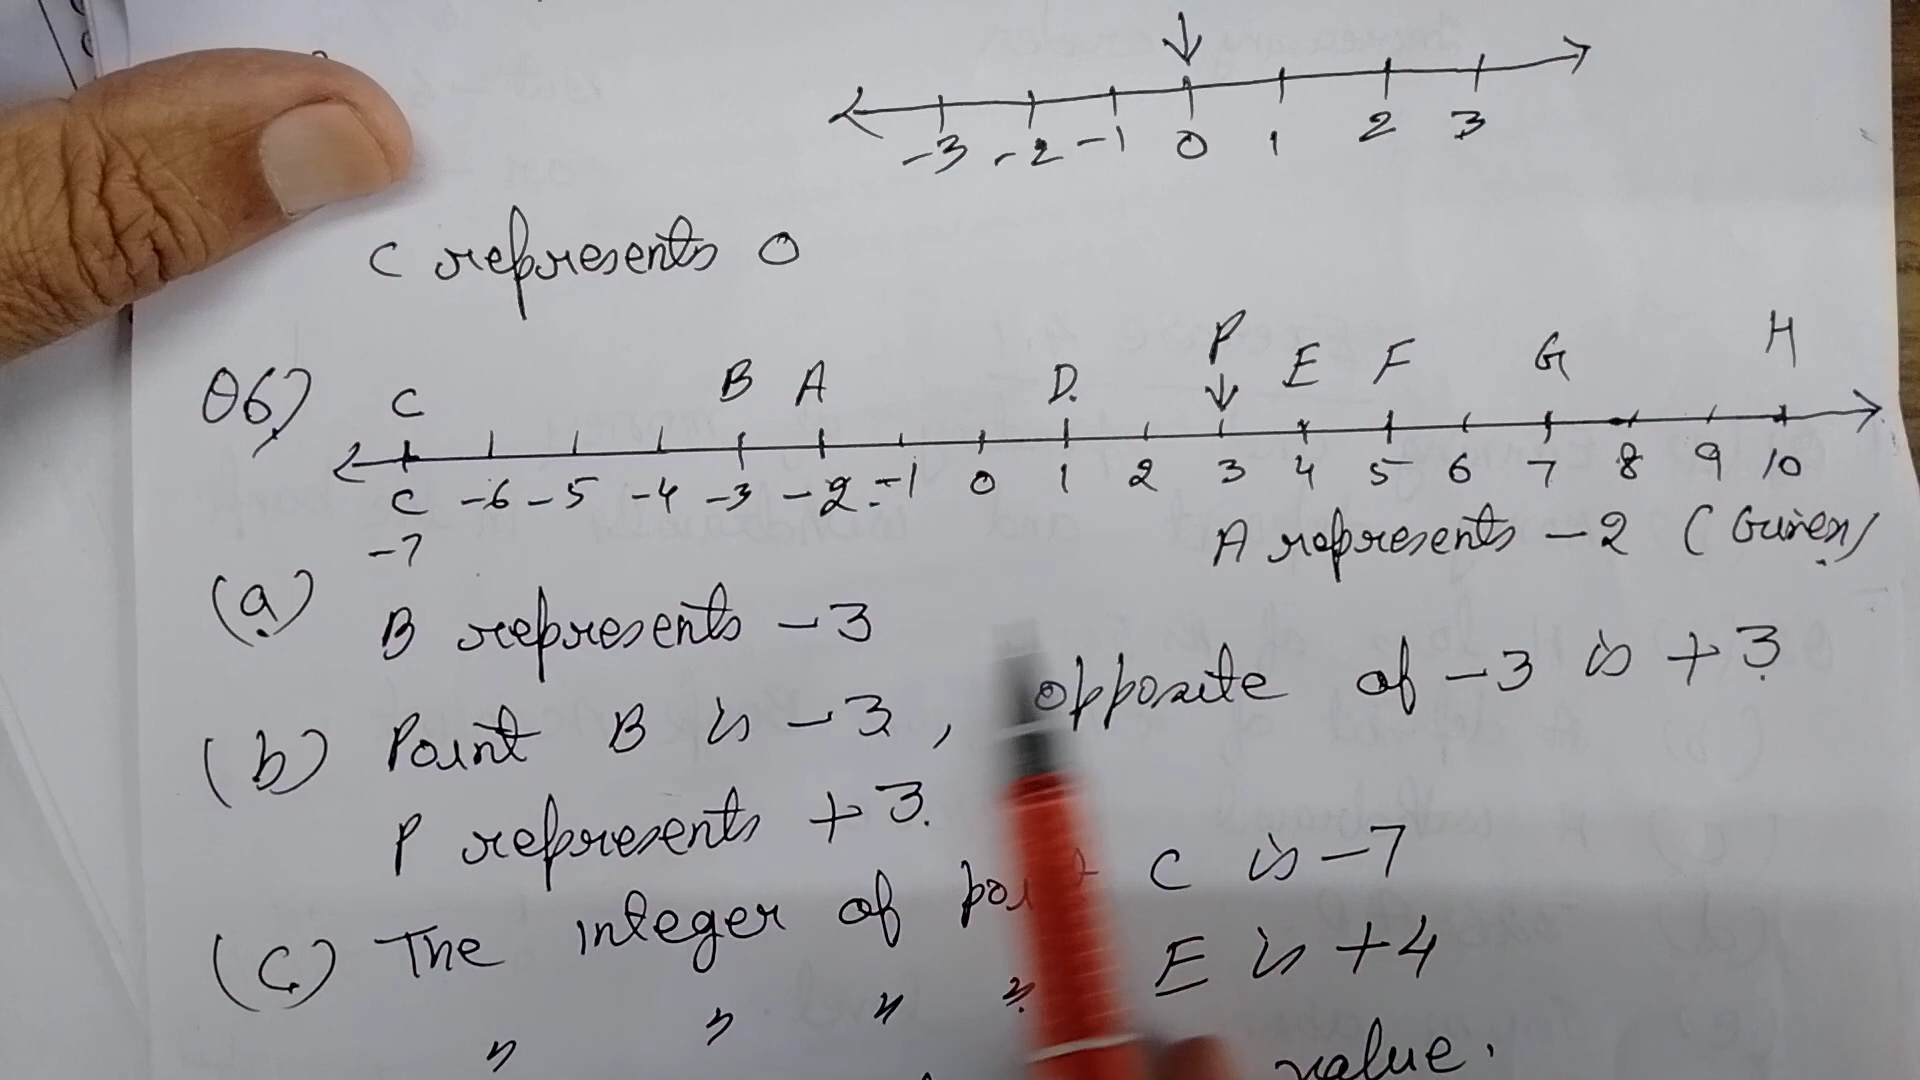 -3 -2 -1 0 1 2 3
C represents 0
P
Q6) C B A D. E F G H
C -6 -5 -4 -3 -2 -1 0 1 2 3 4 5 6 7 8 9 10
-7 A represents -2 (Given)
(a) B represents -3
(b) Point B is -3, opposite of -3 is +3
P represents +3.
(C) The integer of C is -7
" " " " E is +4
value.